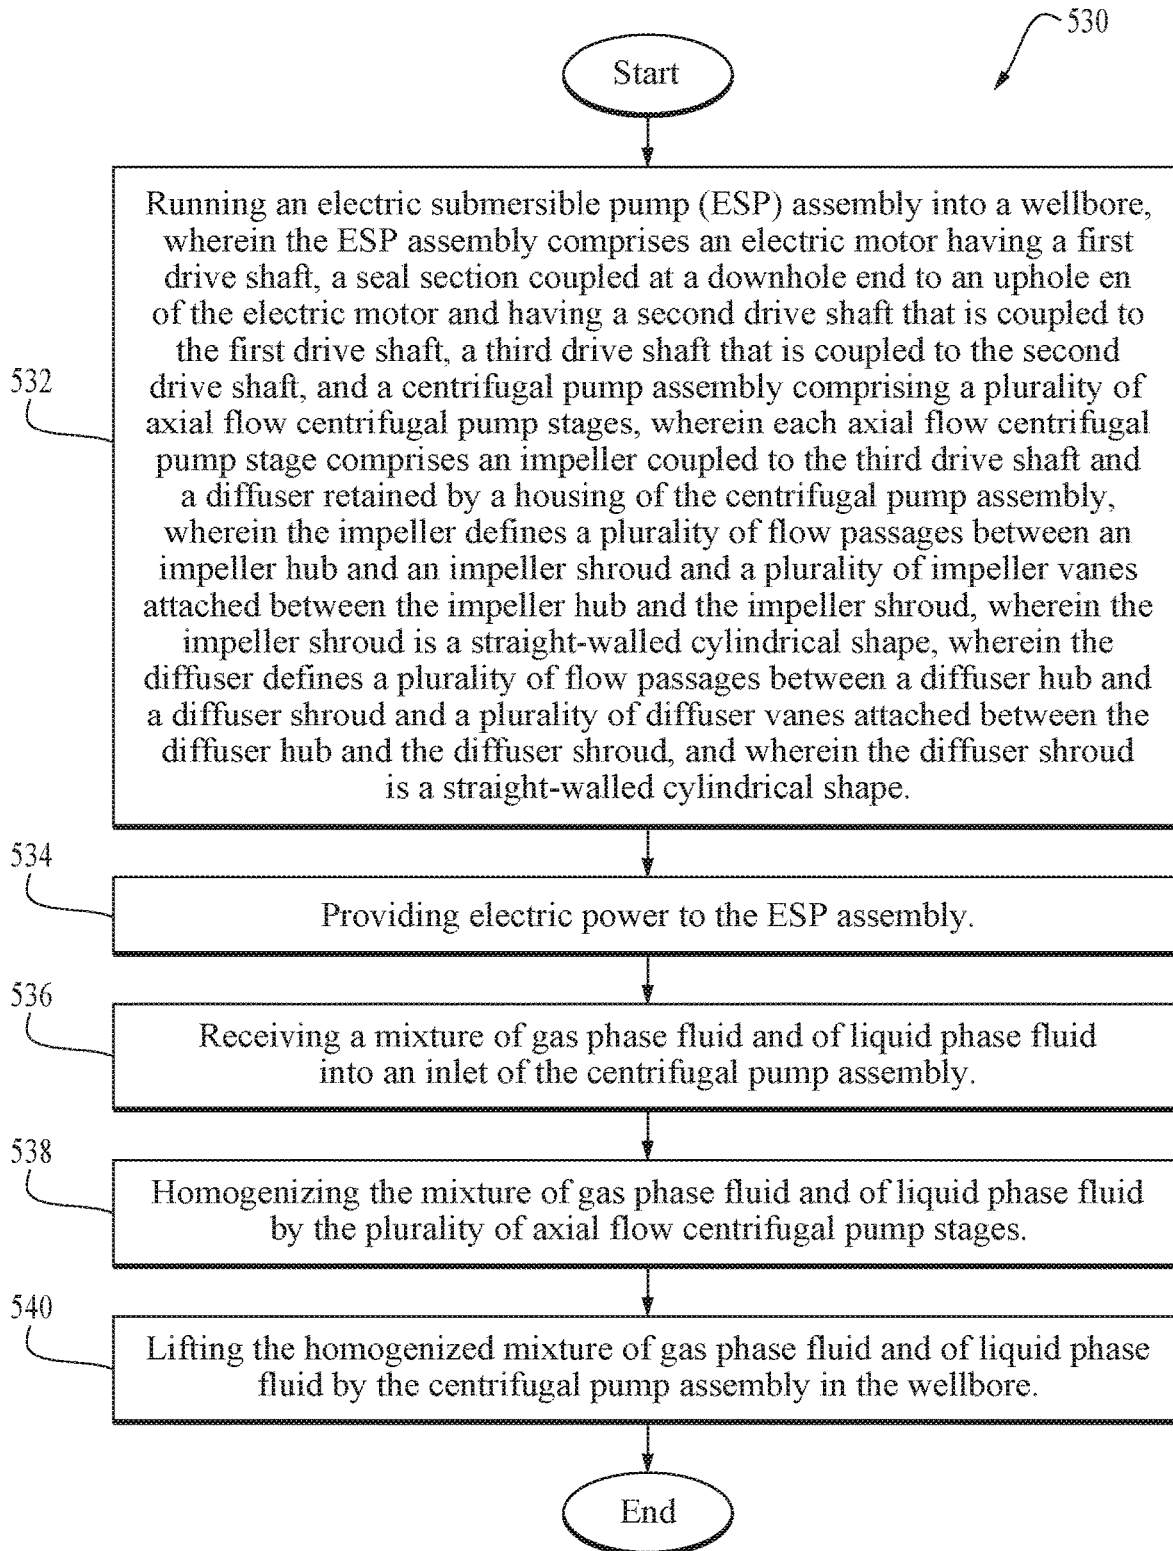 530
Start
532
Running an electric submersible pump (ESP) assembly into a wellbore,
wherein the ESP assembly comprises an electric motor having a first
drive shaft, a seal section coupled at a downhole end to an uphole en
of the electric motor and having a second drive shaft that is coupled to
the first drive shaft, a third drive shaft that is coupled to the second
drive shaft, and a centrifugal pump assembly comprising a plurality of
axial flow centrifugal pump stages, wherein each axial flow centrifugal
pump stage comprises an impeller coupled to the third drive shaft and
a diffuser retained by a housing of the centrifugal pump assembly,
wherein the impeller defines a plurality of flow passages between an
impeller hub and an impeller shroud and a plurality of impeller vanes
attached between the impeller hub and the impeller shroud, wherein the
impeller shroud is a straight-walled cylindrical shape, wherein the
diffuser defines a plurality of flow passages between a diffuser hub and
a diffuser shroud and a plurality of diffuser vanes attached between the
diffuser hub and the diffuser shroud, and wherein the diffuser shroud
is a straight-walled cylindrical shape.
534
Providing electric power to the ESP assembly.
536
Receiving a mixture of gas phase fluid and of liquid phase fluid
into an inlet of the centrifugal pump assembly.
538
Homogenizing the mixture of gas phase fluid and of liquid phase fluid
by the plurality of axial flow centrifugal pump stages.
540
Lifting the homogenized mixture of gas phase fluid and of liquid phase
fluid by the centrifugal pump assembly in the wellbore.
End